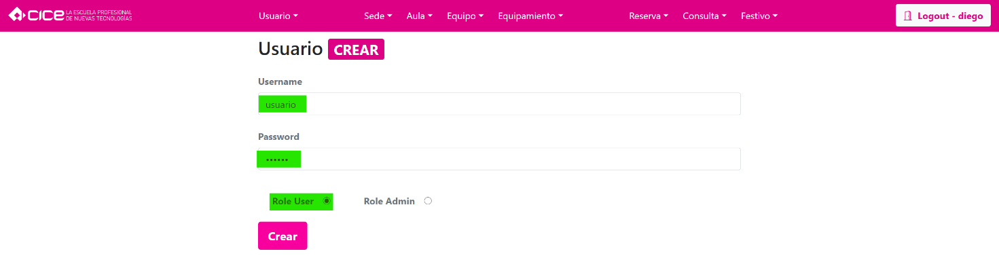 CICE LA ESCUELA PROFESIONAL
DE NUEVAS TECNOLOGÍAS
Usuario Sede Aula Equipo Equipamiento Reserva Consulta Festivo Logout - diego
Usuario CREAR
Username
usuario
Password
••••••
Role User Role Admin
Crear